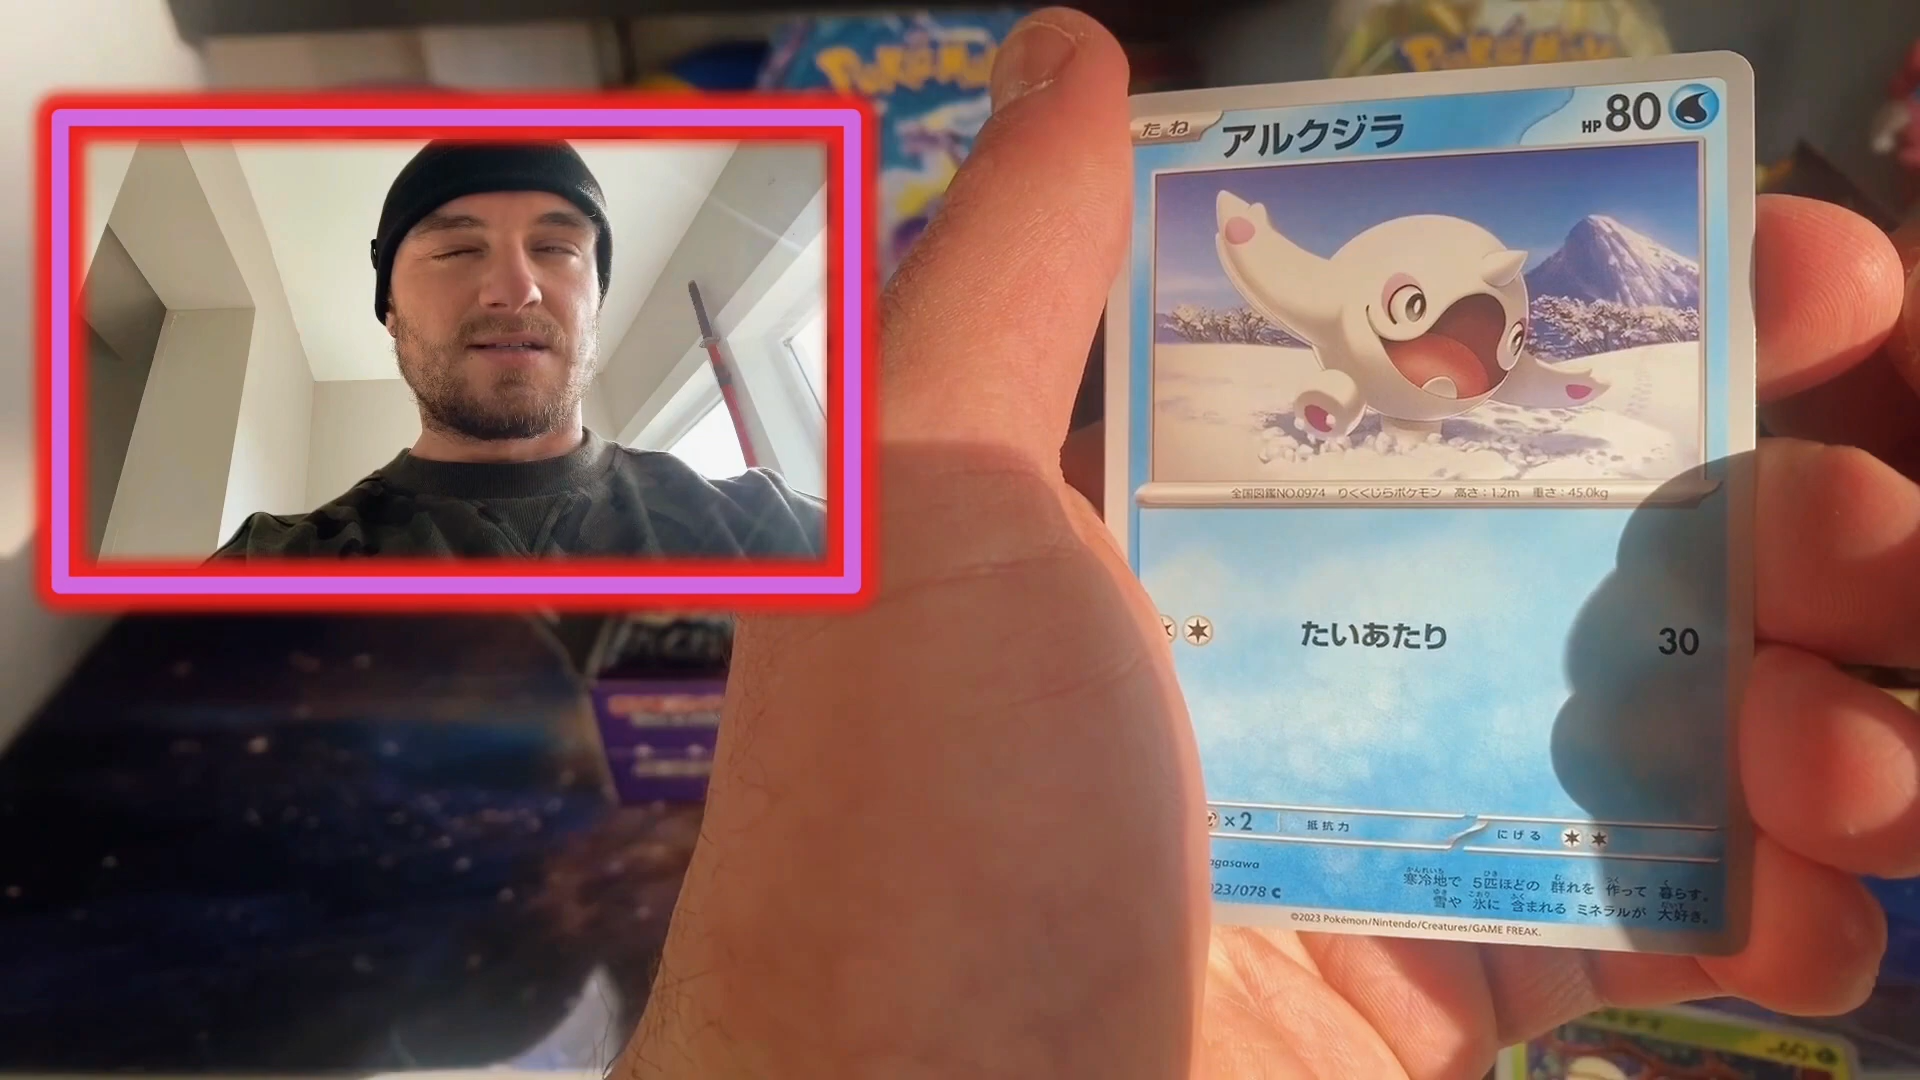 Pokémon
Pokémon
たね アルクジラ HP 80
全国図鑑NO.0974 りくくじらポケモン 高さ：1.2m 重さ：45.0kg
たいあたり 30
×2 抵抗力 にげる
023/078 C
寒冷地で 5匹ほどの 群れを 作って 暮らす。
雪や 氷に 含まれる ミネラルが 大好き。
©2023 Pokémon/Nintendo/Creatures/GAME FREAK.